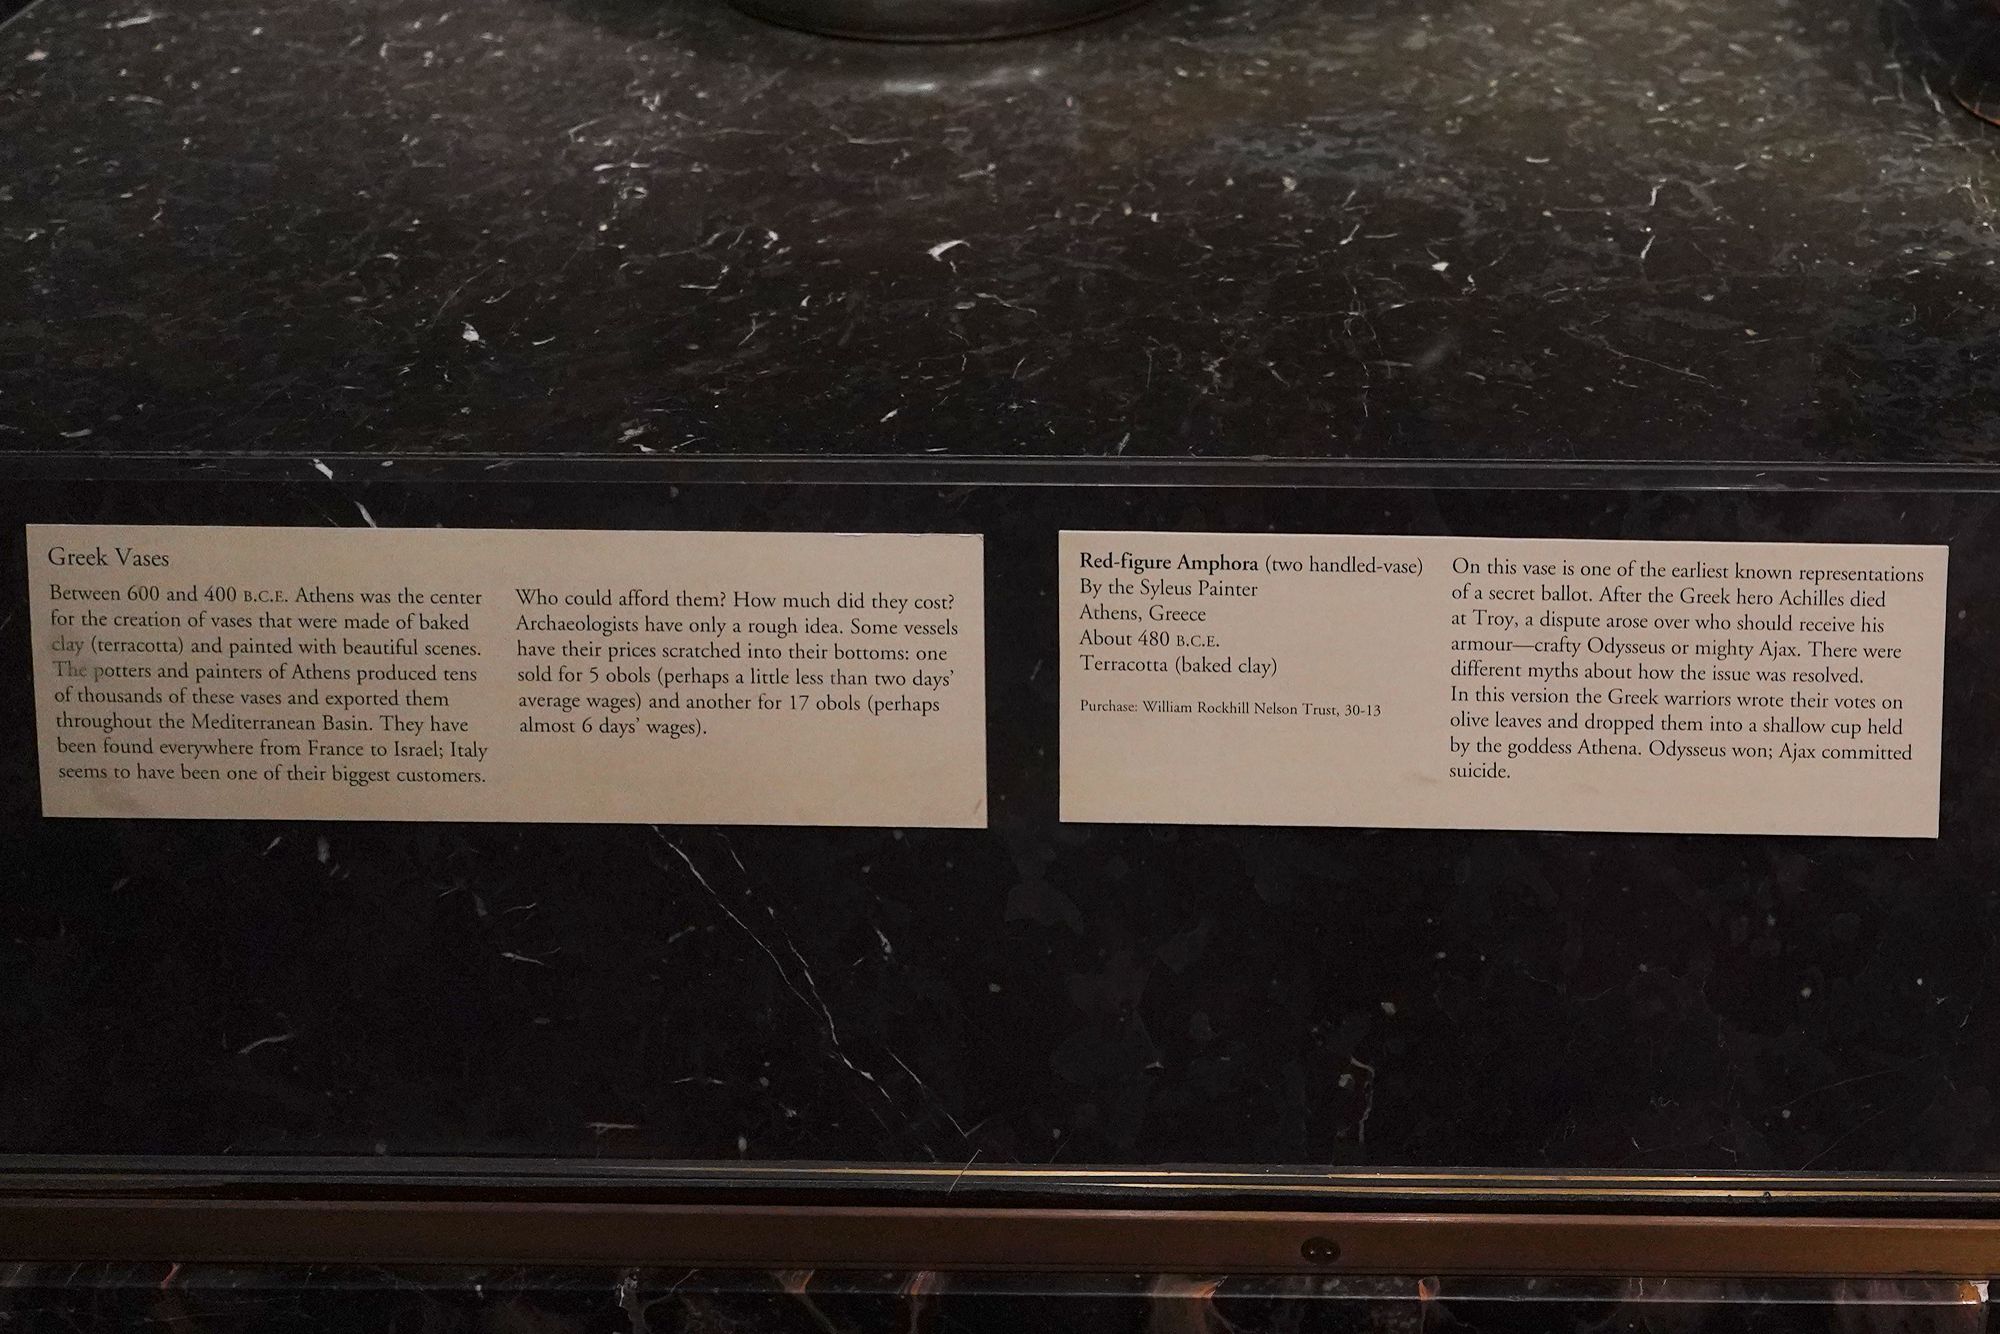 Greek Vases
Between 600 and 400 B.C.E. Athens was the center
for the creation of vases that were made of baked
clay (terracotta) and painted with beautiful scenes.
The potters and painters of Athens produced tens
of thousands of these vases and exported them
throughout the Mediterranean Basin. They have
been found everywhere from France to Israel; Italy
seems to have been one of their biggest customers.
Who could afford them? How much did they cost?
Archaeologists have only a rough idea. Some vessels
have their prices scratched into their bottoms: one
sold for 5 obols (perhaps a little less than two days’
average wages) and another for 17 obols (perhaps
almost 6 days’ wages).
Red-figure Amphora (two handled-vase)
By the Syleus Painter
Athens, Greece
About 480 B.C.E.
Terracotta (baked clay)
Purchase: William Rockhill Nelson Trust, 30-13
On this vase is one of the earliest known representations
of a secret ballot. After the Greek hero Achilles died
at Troy, a dispute arose over who should receive his
armour—crafty Odysseus or mighty Ajax. There were
different myths about how the issue was resolved.
In this version the Greek warriors wrote their votes on
olive leaves and dropped them into a shallow cup held
by the goddess Athena. Odysseus won; Ajax committed
suicide.